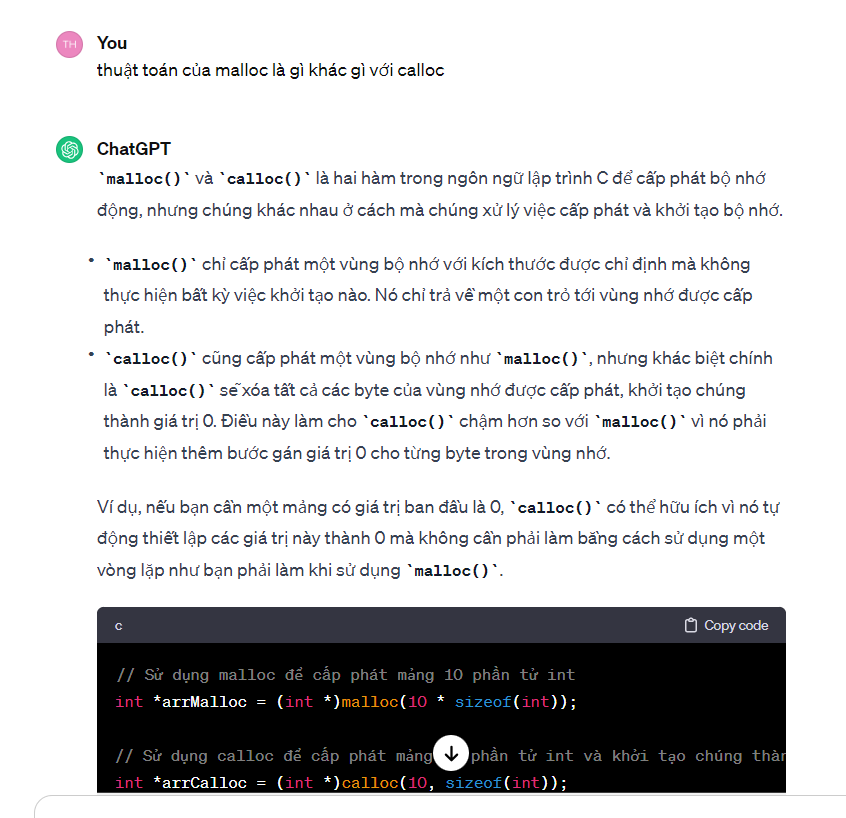 TH
You
thuật toán của malloc là gì khác gì với calloc
ChatGPT
`malloc()` và `calloc()` là hai hàm trong ngôn ngữ lập trình C để cấp phát bộ nhớ
động, nhưng chúng khác nhau ở cách mà chúng xử lý việc cấp phát và khởi tạo bộ nhớ.
• `malloc()` chỉ cấp phát một vùng bộ nhớ với kích thước được chỉ định mà không
thực hiện bất kỳ việc khởi tạo nào. Nó chỉ trả về một con trỏ tới vùng nhớ được cấp
phát.
• `calloc()` cũng cấp phát một vùng bộ nhớ như `malloc()`, nhưng khác biệt chính
là `calloc()` sẽ xóa tất cả các byte của vùng nhớ được cấp phát, khởi tạo chúng
thành giá trị 0. Điều này làm cho `calloc()` chậm hơn so với `malloc()` vì nó phải
thực hiện thêm bước gán giá trị 0 cho từng byte trong vùng nhớ.
Ví dụ, nếu bạn cần một mảng có giá trị ban đầu là 0, `calloc()` có thể hữu ích vì nó tự
động thiết lập các giá trị này thành 0 mà không cần phải làm bằng cách sử dụng một
vòng lặp như bạn phải làm khi sử dụng `malloc()`.
c
Copy code
// Sử dụng malloc để cấp phát mảng 10 phần tử int
int *arrMalloc = (int *)malloc(10 * sizeof(int));
// Sử dụng calloc để cấp phát mảng phần tử int và khởi tạo chúng
int *arrCalloc = (int *)calloc(10, sizeof(int));